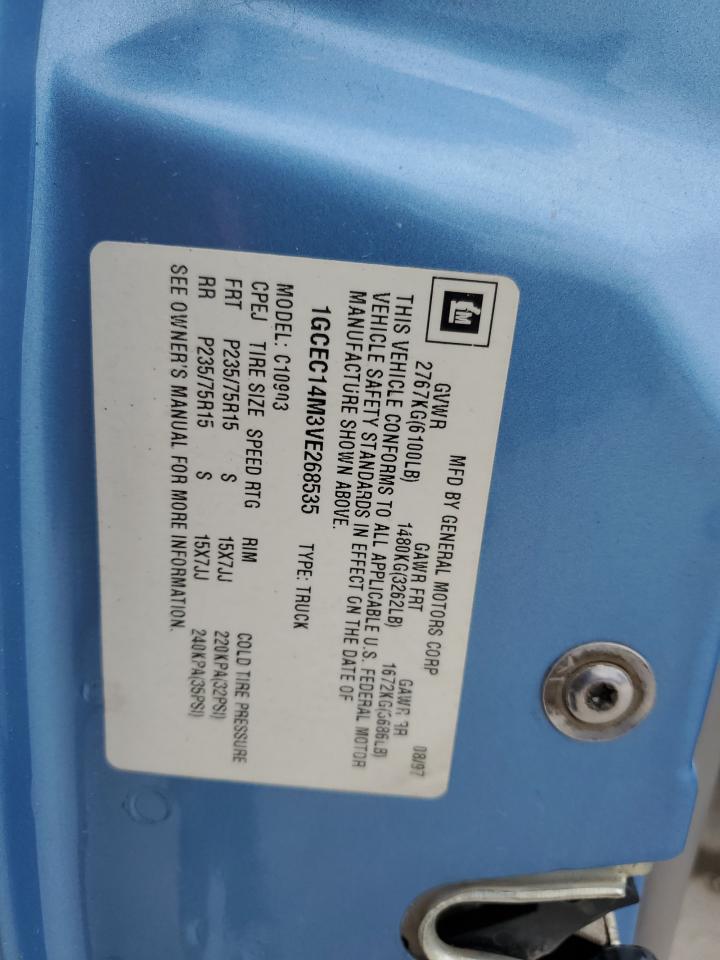 GM
MFD BY GENERAL MOTORS CORP 08/97
GVWR GAWR FRT GAWR RR
2767KG(6100LB) 1480KG(3262LB) 1672KG(3686LB)
THIS VEHICLE CONFORMS TO ALL APPLICABLE U.S. FEDERAL MOTOR
VEHICLE SAFETY STANDARDS IN EFFECT ON THE DATE OF
MANUFACTURE SHOWN ABOVE.
1GCEC14M3VE268535 TYPE: TRUCK
MODEL: C10903
CPEJ TIRE SIZE SPEED RTG RIM COLD TIRE PRESSURE
FRT P235/75R15 S 15X7JJ 220KPA(32PSI)
RR P235/75R15 S 15X7JJ 240KPA(35PSI)
SEE OWNER'S MANUAL FOR MORE INFORMATION.